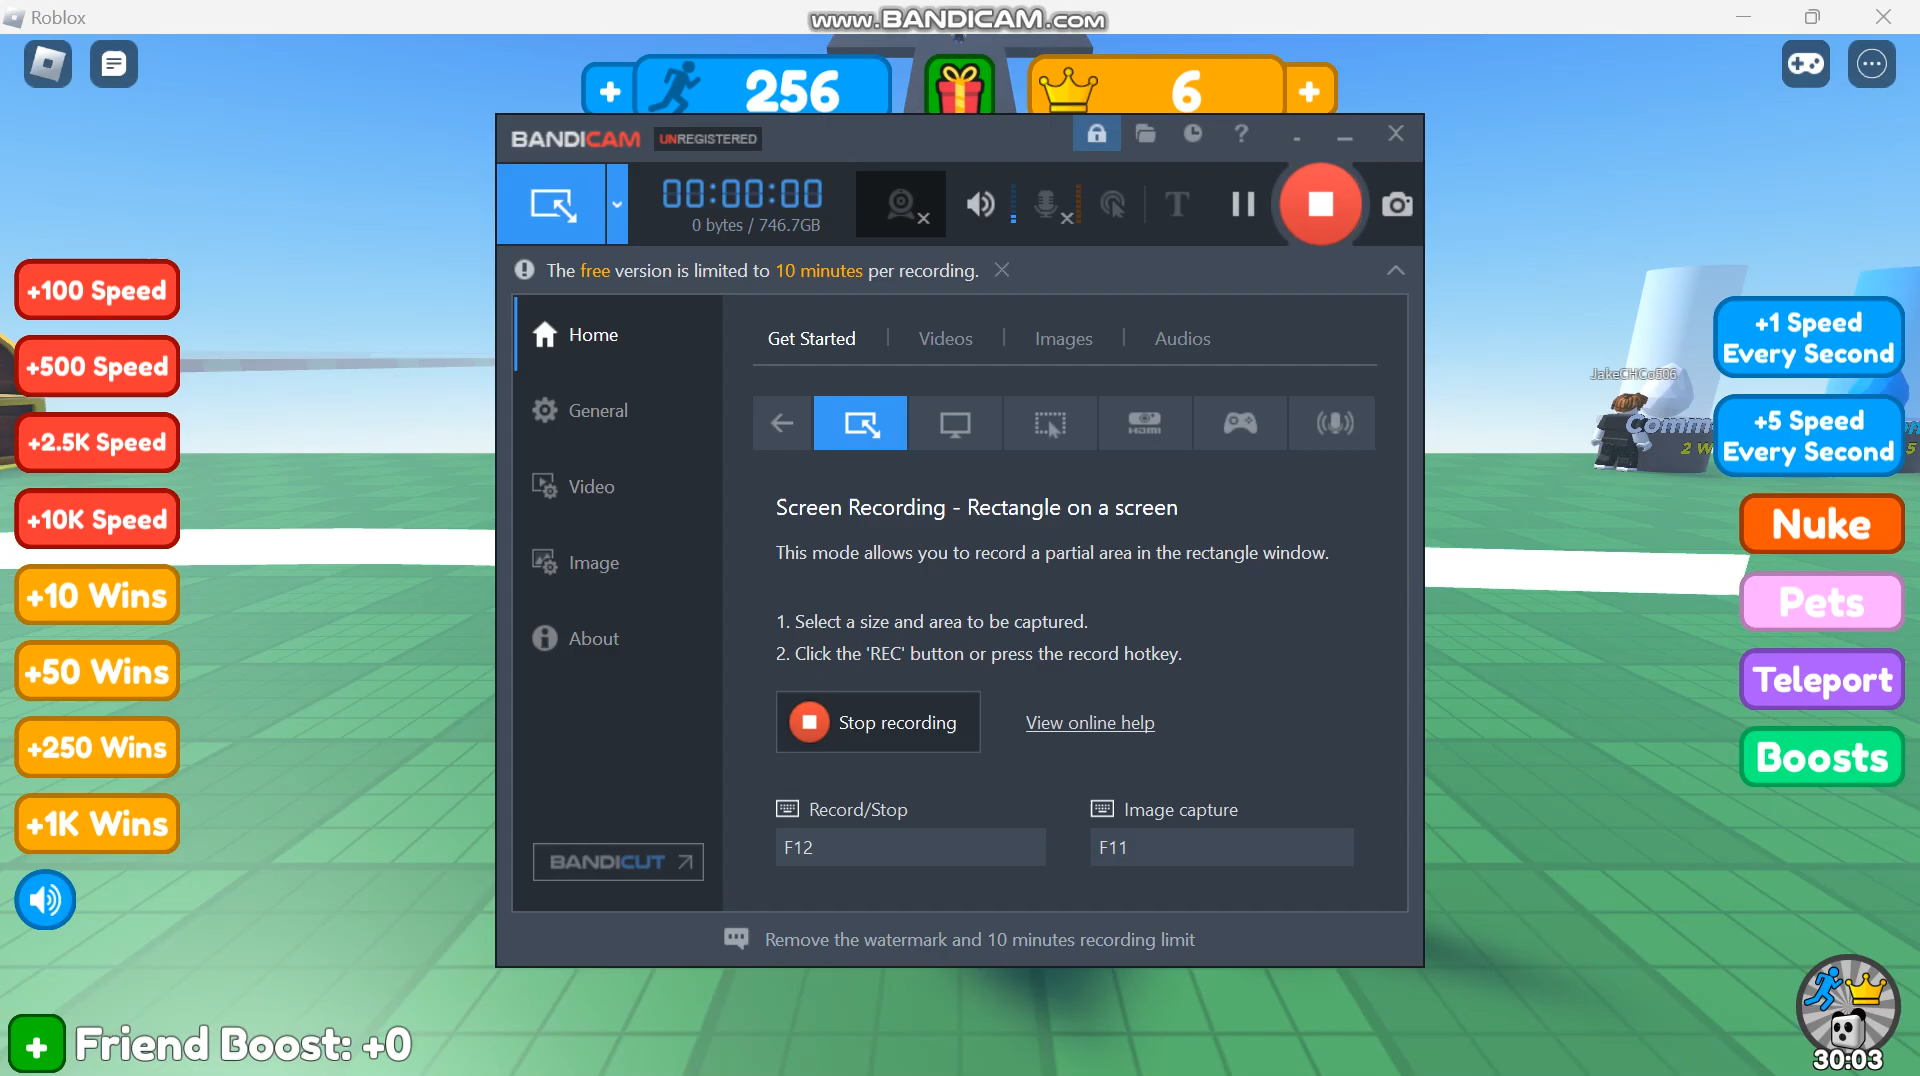 Roblox
www.BANDICAM.com
256
6
BANDICAM UNREGISTERED
00:00:00
0 bytes / 746.7GB
The free version is limited to 10 minutes per recording.
Home
General
Video
Image
About
BANDICUT
Get Started
Videos
Images
Audios
HDMI
Screen Recording - Rectangle on a screen
This mode allows you to record a partial area in the rectangle window.
1. Select a size and area to be captured.
2. Click the 'REC' button or press the record hotkey.
Stop recording
View online help
Record/Stop
F12
Image capture
F11
Remove the watermark and 10 minutes recording limit
+100 Speed
+500 Speed
+2.5K Speed
+10K Speed
+10 Wins
+50 Wins
+250 Wins
+1K Wins
Friend Boost: +0
JakeCHCo506
+1 Speed
Every Second
+5 Speed
Every Second
Nuke
Pets
Teleport
Boosts
30:03